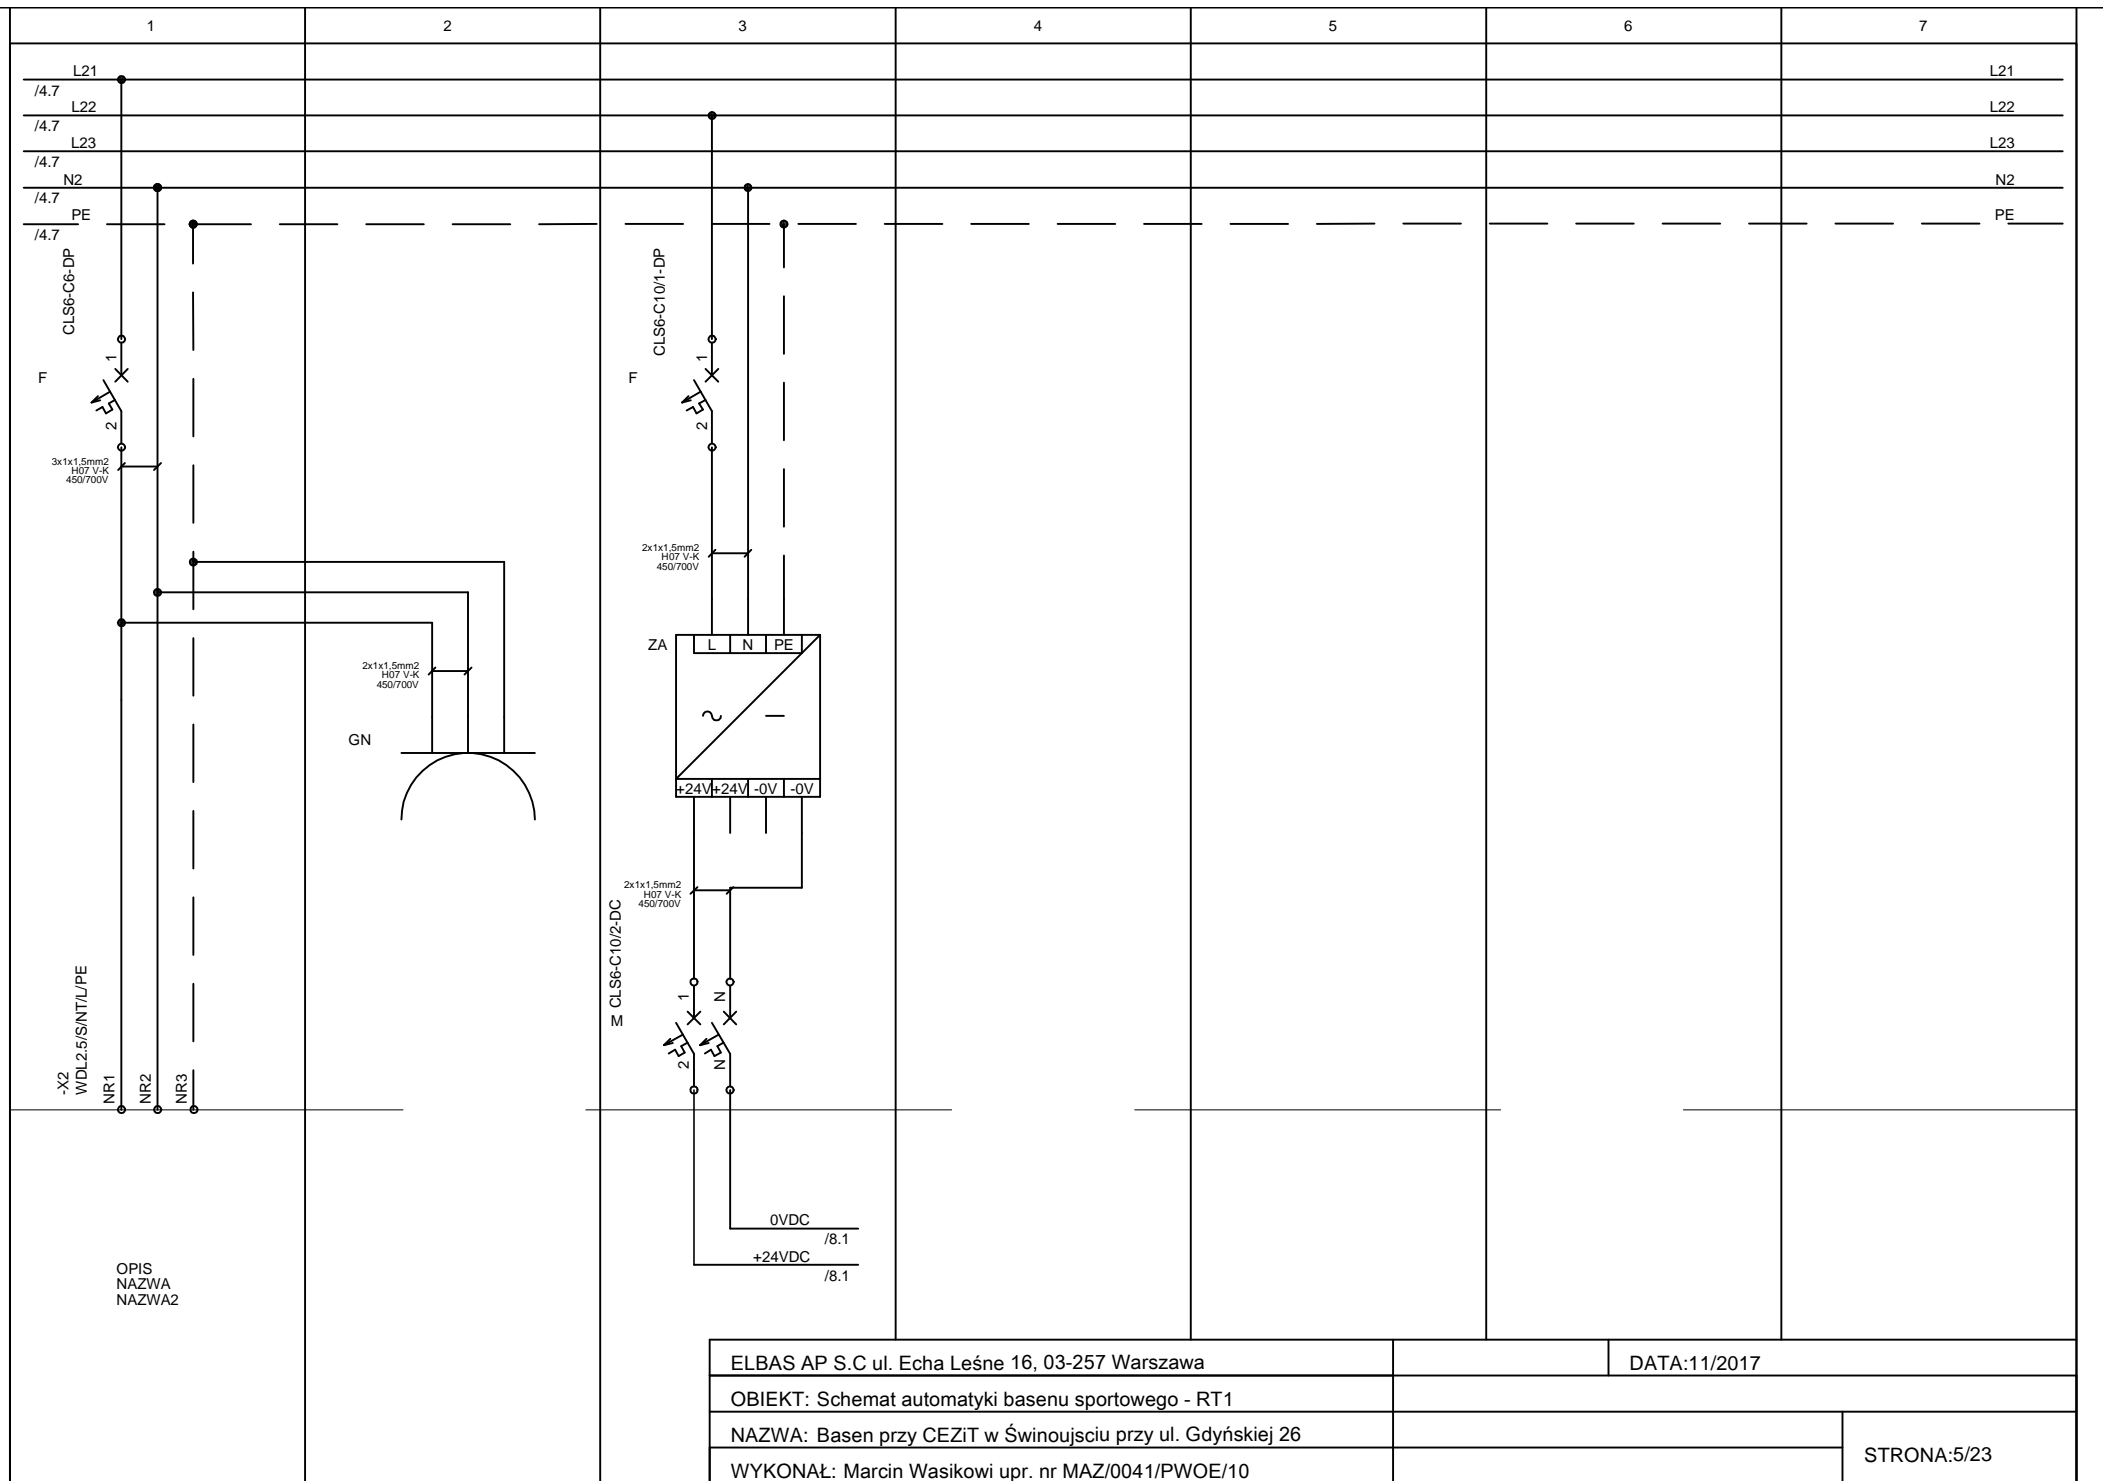 1 2 3 4 5 6 7
L21 L21
/4.7
L22 L22
/4.7
L23 L23
/4.7
N2 N2
/4.7
PE PE
/4.7
CLS6-C6-DP
F
1
2
3x1x1,5mm2
H07 V-K
450/700V
-X2
WDL2.5/S/NT/L/PE
NR1
NR2
NR3
OPIS
NAZWA
NAZWA2
2x1x1,5mm2
H07 V-K
450/700V
GN
CLS6-C10/1-DP
F
1
2
2x1x1,5mm2
H07 V-K
450/700V
ZA
L N PE
+24V +24V -0V -0V
2x1x1,5mm2
H07 V-K
450/700V
CLS6-C10/2-DC
M
1 N
2 N
0VDC
/8.1
+24VDC
/8.1
ELBAS AP S.C ul. Echa Leśne 16, 03-257 Warszawa
DATA:11/2017
OBIEKT: Schemat automatyki basenu sportowego - RT1
NAZWA: Basen przy CEZiT w Świnoujsciu przy ul. Gdyńskiej 26
STRONA:5/23
WYKONAŁ: Marcin Wasikowi upr. nr MAZ/0041/PWOE/10